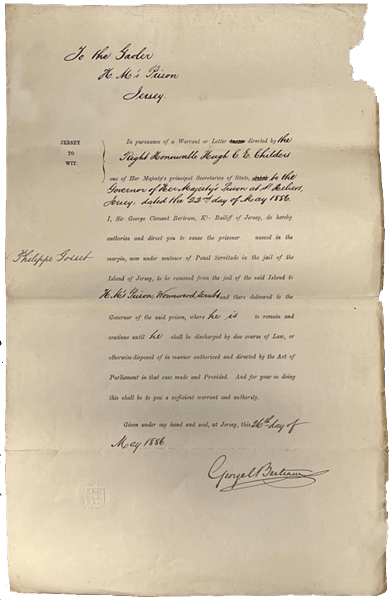 To the Gaoler
H. M's Prison
Jersey.
JERSEY
TO
WIT.
In pursuance of a Warrant or Letter directed by the
Right Honourable Hugh C. E. Childers
one of Her Majesty's principal Secretaries of State, to the
Governor of Her Majesty's Prison at St Heliers,
Jersey, dated the 22nd day of May 1886.
I, Sir George Clement Bertram, Kt. Bailiff of Jersey, do hereby
authorize and direct you to cause the prisoner named in the
Philippe Gosset
margin, now under sentence of Penal Servitude in the jail of the
Island of Jersey, to be removed from the jail of the said Island to
H. M's Prison, Wormwood Scrubs and there delivered to the
Governor of the said prison, where he is to remain and
continue until he shall be discharged by due course of Law, or
otherwise disposed of in manner authorized and directed by the Act of
Parliament in that case made and Provided. And for your so doing
this shall be to you a sufficient warrant and authority.
Given under my hand and seal, at Jersey, this 26th day of
May 1886
George C Bertram